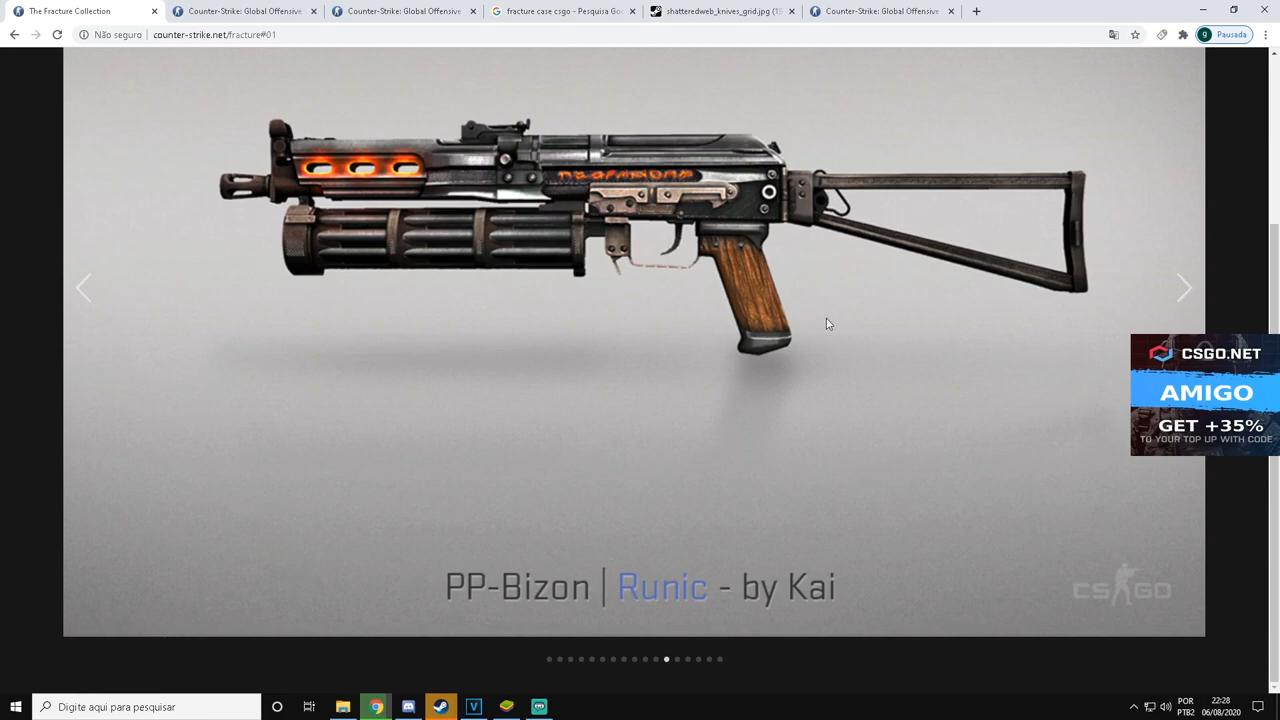 The Fracture Collection
Counter-Strike: Global Offensive
Counter-Strike: Global Offensive
fracture case csgo - Pesquisa Goo
shatteredweb_knives_grid.jpg (15
Counter-Strike: Global Offensive
Não seguro | counter-strike.net/fracture#01
g Pausada
CSGO.NET
AMIGO
GET +35%
TO YOUR TOP UP WITH CODE
PP-Bizon | Runic - by Kai
CS GO
Digite aqui para pesquisar
V
POR
PTB2
22:28
06/08/2020